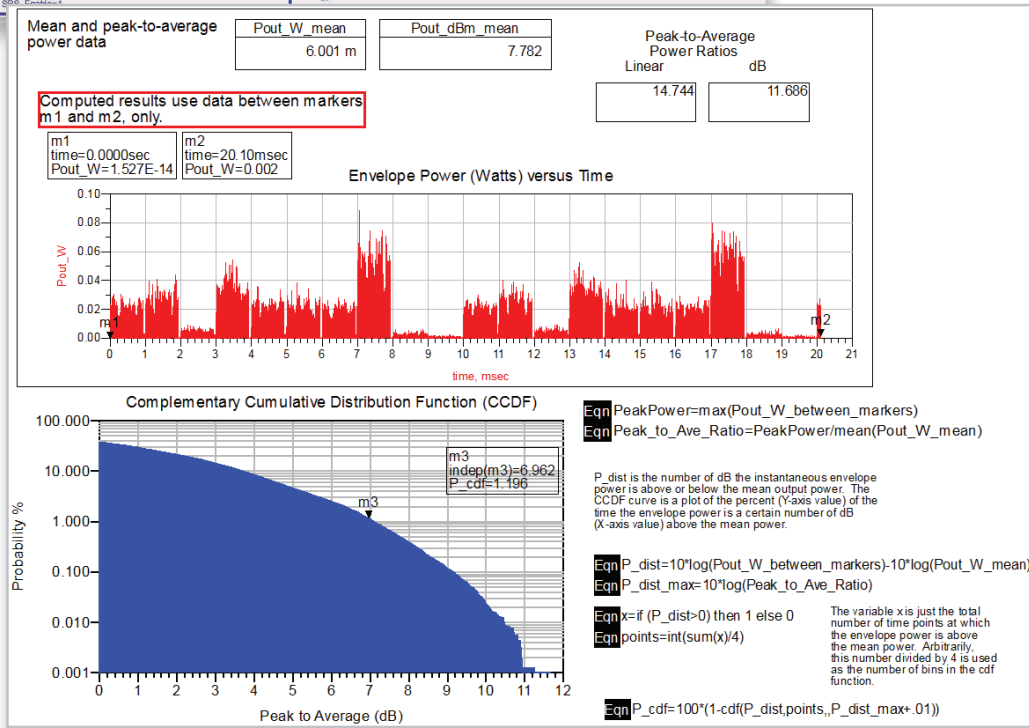 Mean and peak-to-average
power data
Pout_W_mean
6.001 m
Pout_dBm_mean
7.782
Peak-to-Average
Power Ratios
Linear dB
14.744 11.686
Computed results use data between markers
m1 and m2, only.
m1
time=0.0000sec
Pout_W=1.527E-14
m2
time=20.10msec
Pout_W=0.002
Envelope Power (Watts) versus Time
0.10
0.08
0.06
0.04
0.02
0.00
Pout_W
m1
m2
0 1 2 3 4 5 6 7 8 9 10 11 12 13 14 15 16 17 18 19 20 21
time, msec
Complementary Cumulative Distribution Function (CCDF)
100.000
10.000
1.000
0.100
0.010
0.001
Probability %
m3
indep(m3)=6.962
P_cdf=1.196
m3
0 1 2 3 4 5 6 7 8 9 10 11 12
Peak to Average (dB)
Eqn PeakPower=max(Pout_W_between_markers)
Eqn Peak_to_Ave_Ratio=PeakPower/mean(Pout_W_mean)
P_dist is the number of dB the instantaneous envelope
power is above or below the mean output power. The
CCDF curve is a plot of the percent (Y-axis value) of the
time the envelope power is a certain number of dB
(X-axis value) above the mean power.
Eqn P_dist=10*log(Pout_W_between_markers)-10*log(Pout_W_mean)
Eqn P_dist_max=10*log(Peak_to_Ave_Ratio)
Eqn x=if (P_dist>0) then 1 else 0
Eqn points=int(sum(x)/4)
The variable x is just the total
number of time points at which
the envelope power is above
the mean power. Arbitrarily,
this number divided by 4 is used
as the number of bins in the cdf
function.
Eqn P_cdf=100*(1-cdf(P_dist,points,,P_dist_max+.01))